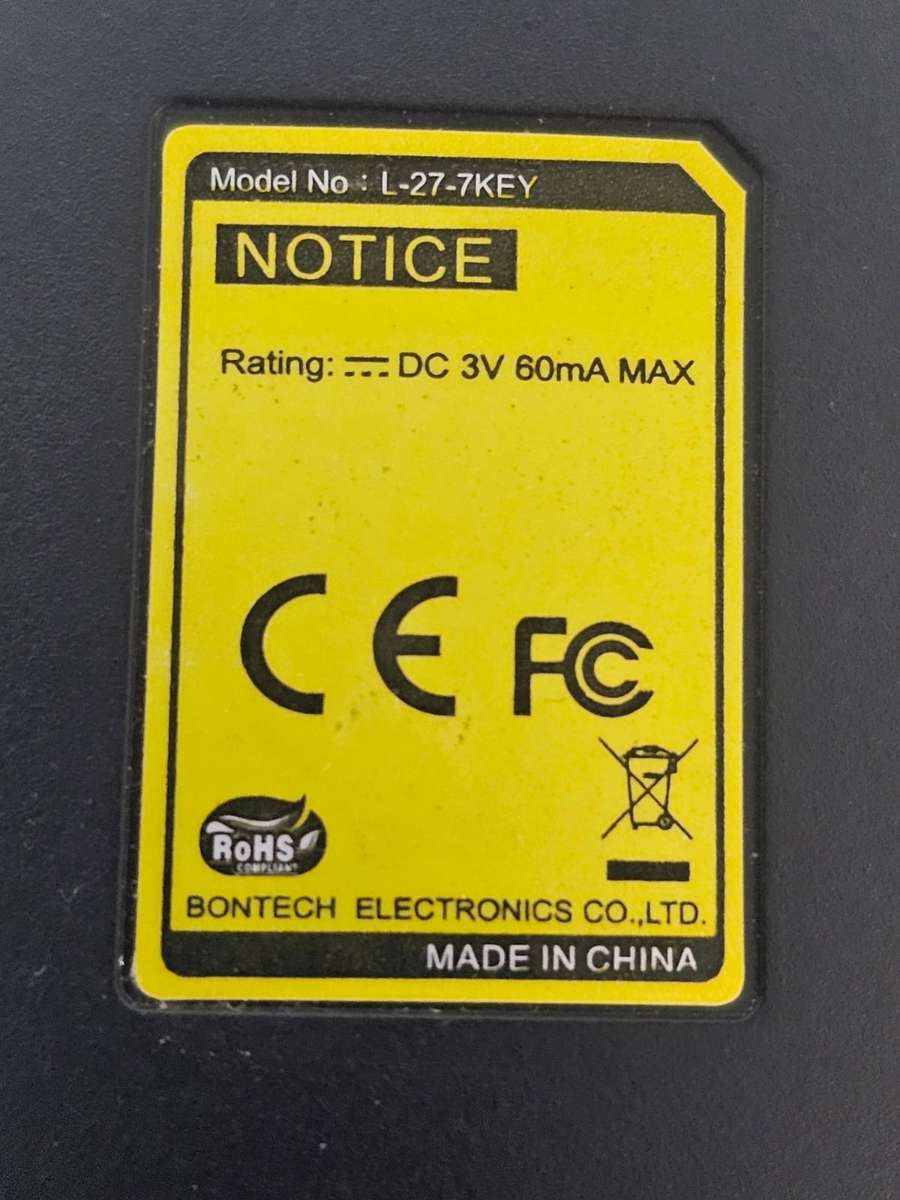 Model No : L-27-7KEY
NOTICE
Rating: ⎓ DC 3V 60mA MAX
CE FC
RoHS
COMPLIANT
BONTECH ELECTRONICS CO.,LTD.
MADE IN CHINA